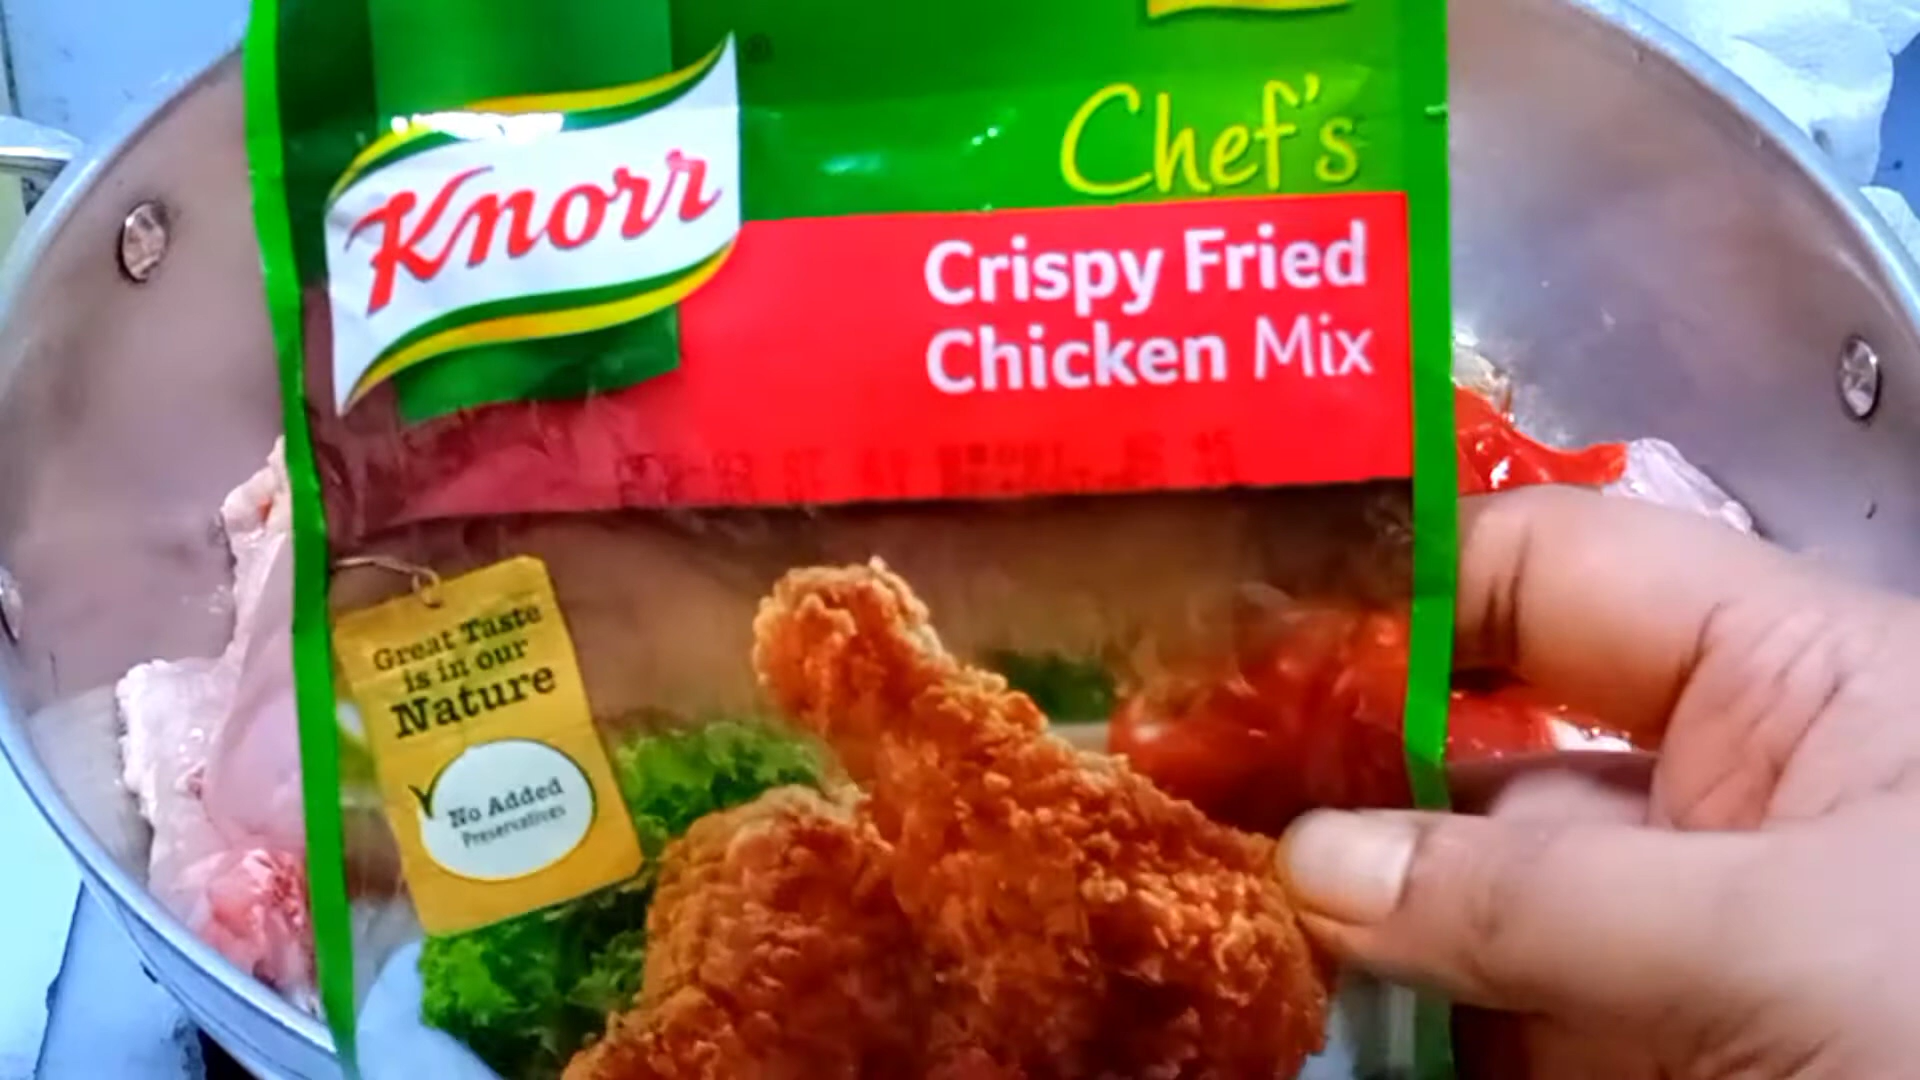 Knorr
®
Chef's
Crispy Fried
Chicken Mix
Great Taste
is in our
Nature
No Added
Preservatives